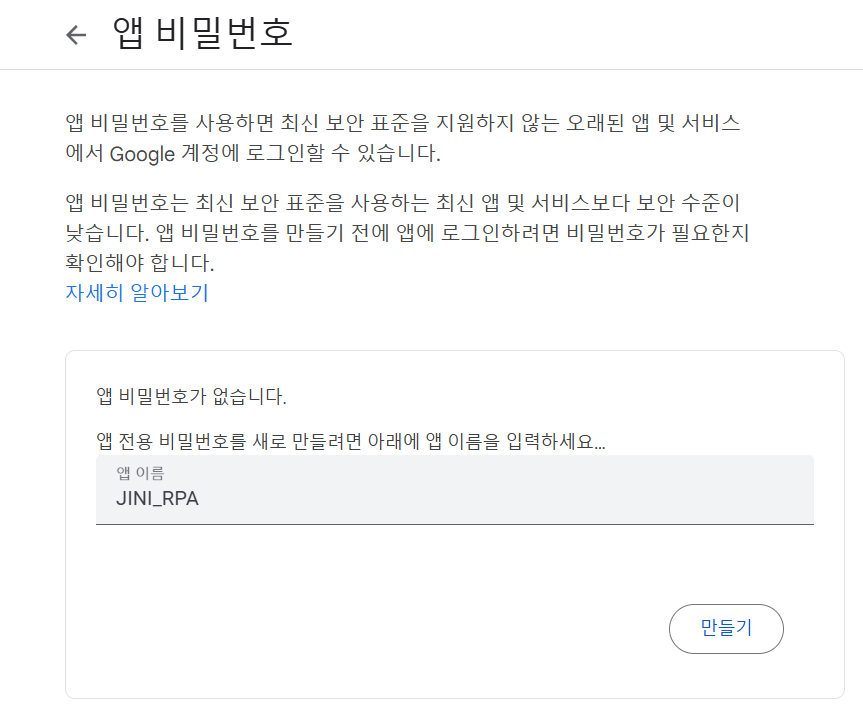 앱 비밀번호
앱 비밀번호를 사용하면 최신 보안 표준을 지원하지 않는 오래된 앱 및 서비스
에서 Google 계정에 로그인할 수 있습니다.
앱 비밀번호는 최신 보안 표준을 사용하는 최신 앱 및 서비스보다 보안 수준이
낮습니다. 앱 비밀번호를 만들기 전에 앱에 로그인하려면 비밀번호가 필요한지
확인해야 합니다.
자세히 알아보기
앱 비밀번호가 없습니다.
앱 전용 비밀번호를 새로 만들려면 아래에 앱 이름을 입력하세요...
앱 이름
JINI_RPA
만들기